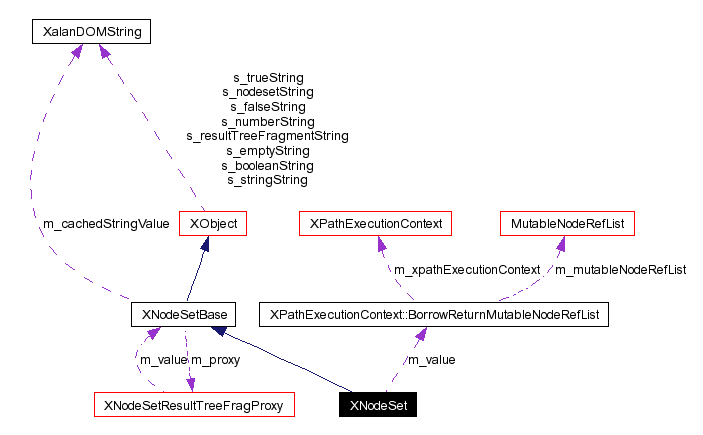 XalanDOMString
s_trueString
s_nodesetString
s_falseString
s_numberString
s_resultTreeFragmentString
s_emptyString
s_booleanString
s_stringString
m_cachedStringValue
XObject
XPathExecutionContext
MutableNodeRefList
m_xpathExecutionContext
m_mutableNodeRefList
XNodeSetBase
XPathExecutionContext::BorrowReturnMutableNodeRefList
m_value
m_proxy
m_value
XNodeSetResultTreeFragProxy
XNodeSet